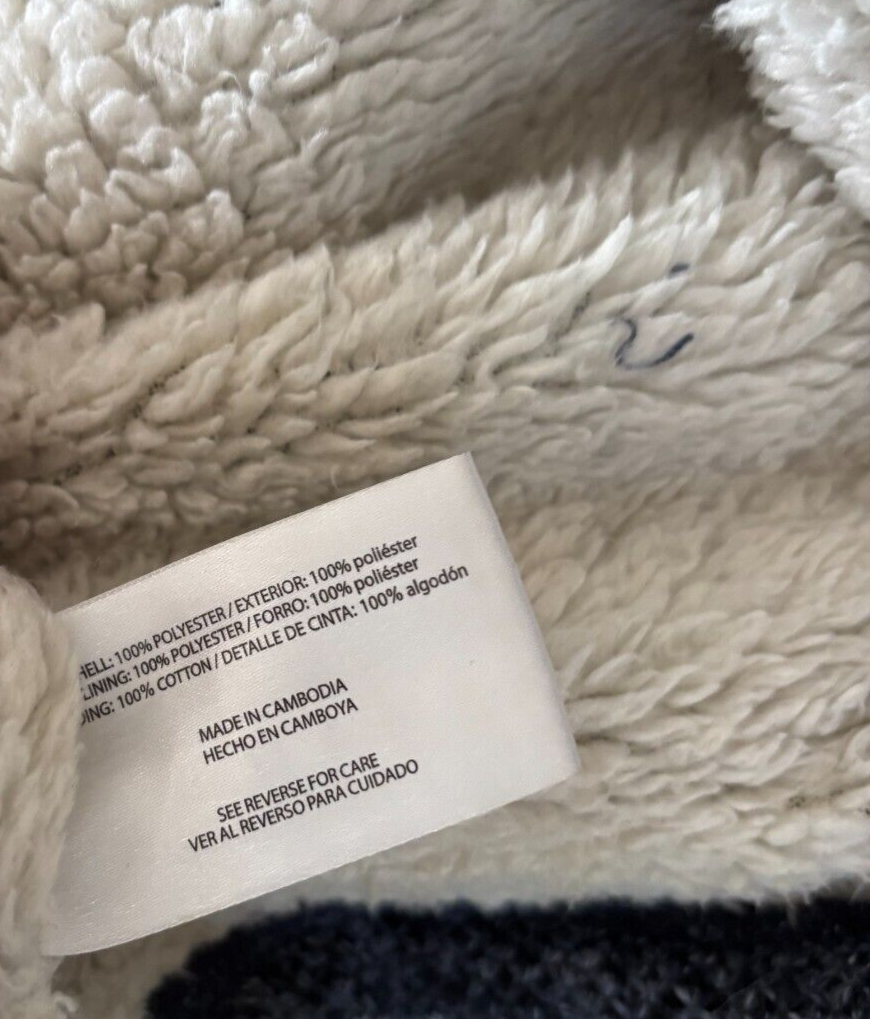 HELL: 100% POLYESTER / EXTERIOR: 100% poliéster
LINING: 100% POLYESTER / FORRO: 100% poliéster
DING: 100% COTTON / DETALLE DE CINTA: 100% algodón
MADE IN CAMBODIA
HECHO EN CAMBOYA
SEE REVERSE FOR CARE
VER AL REVERSO PARA CUIDADO